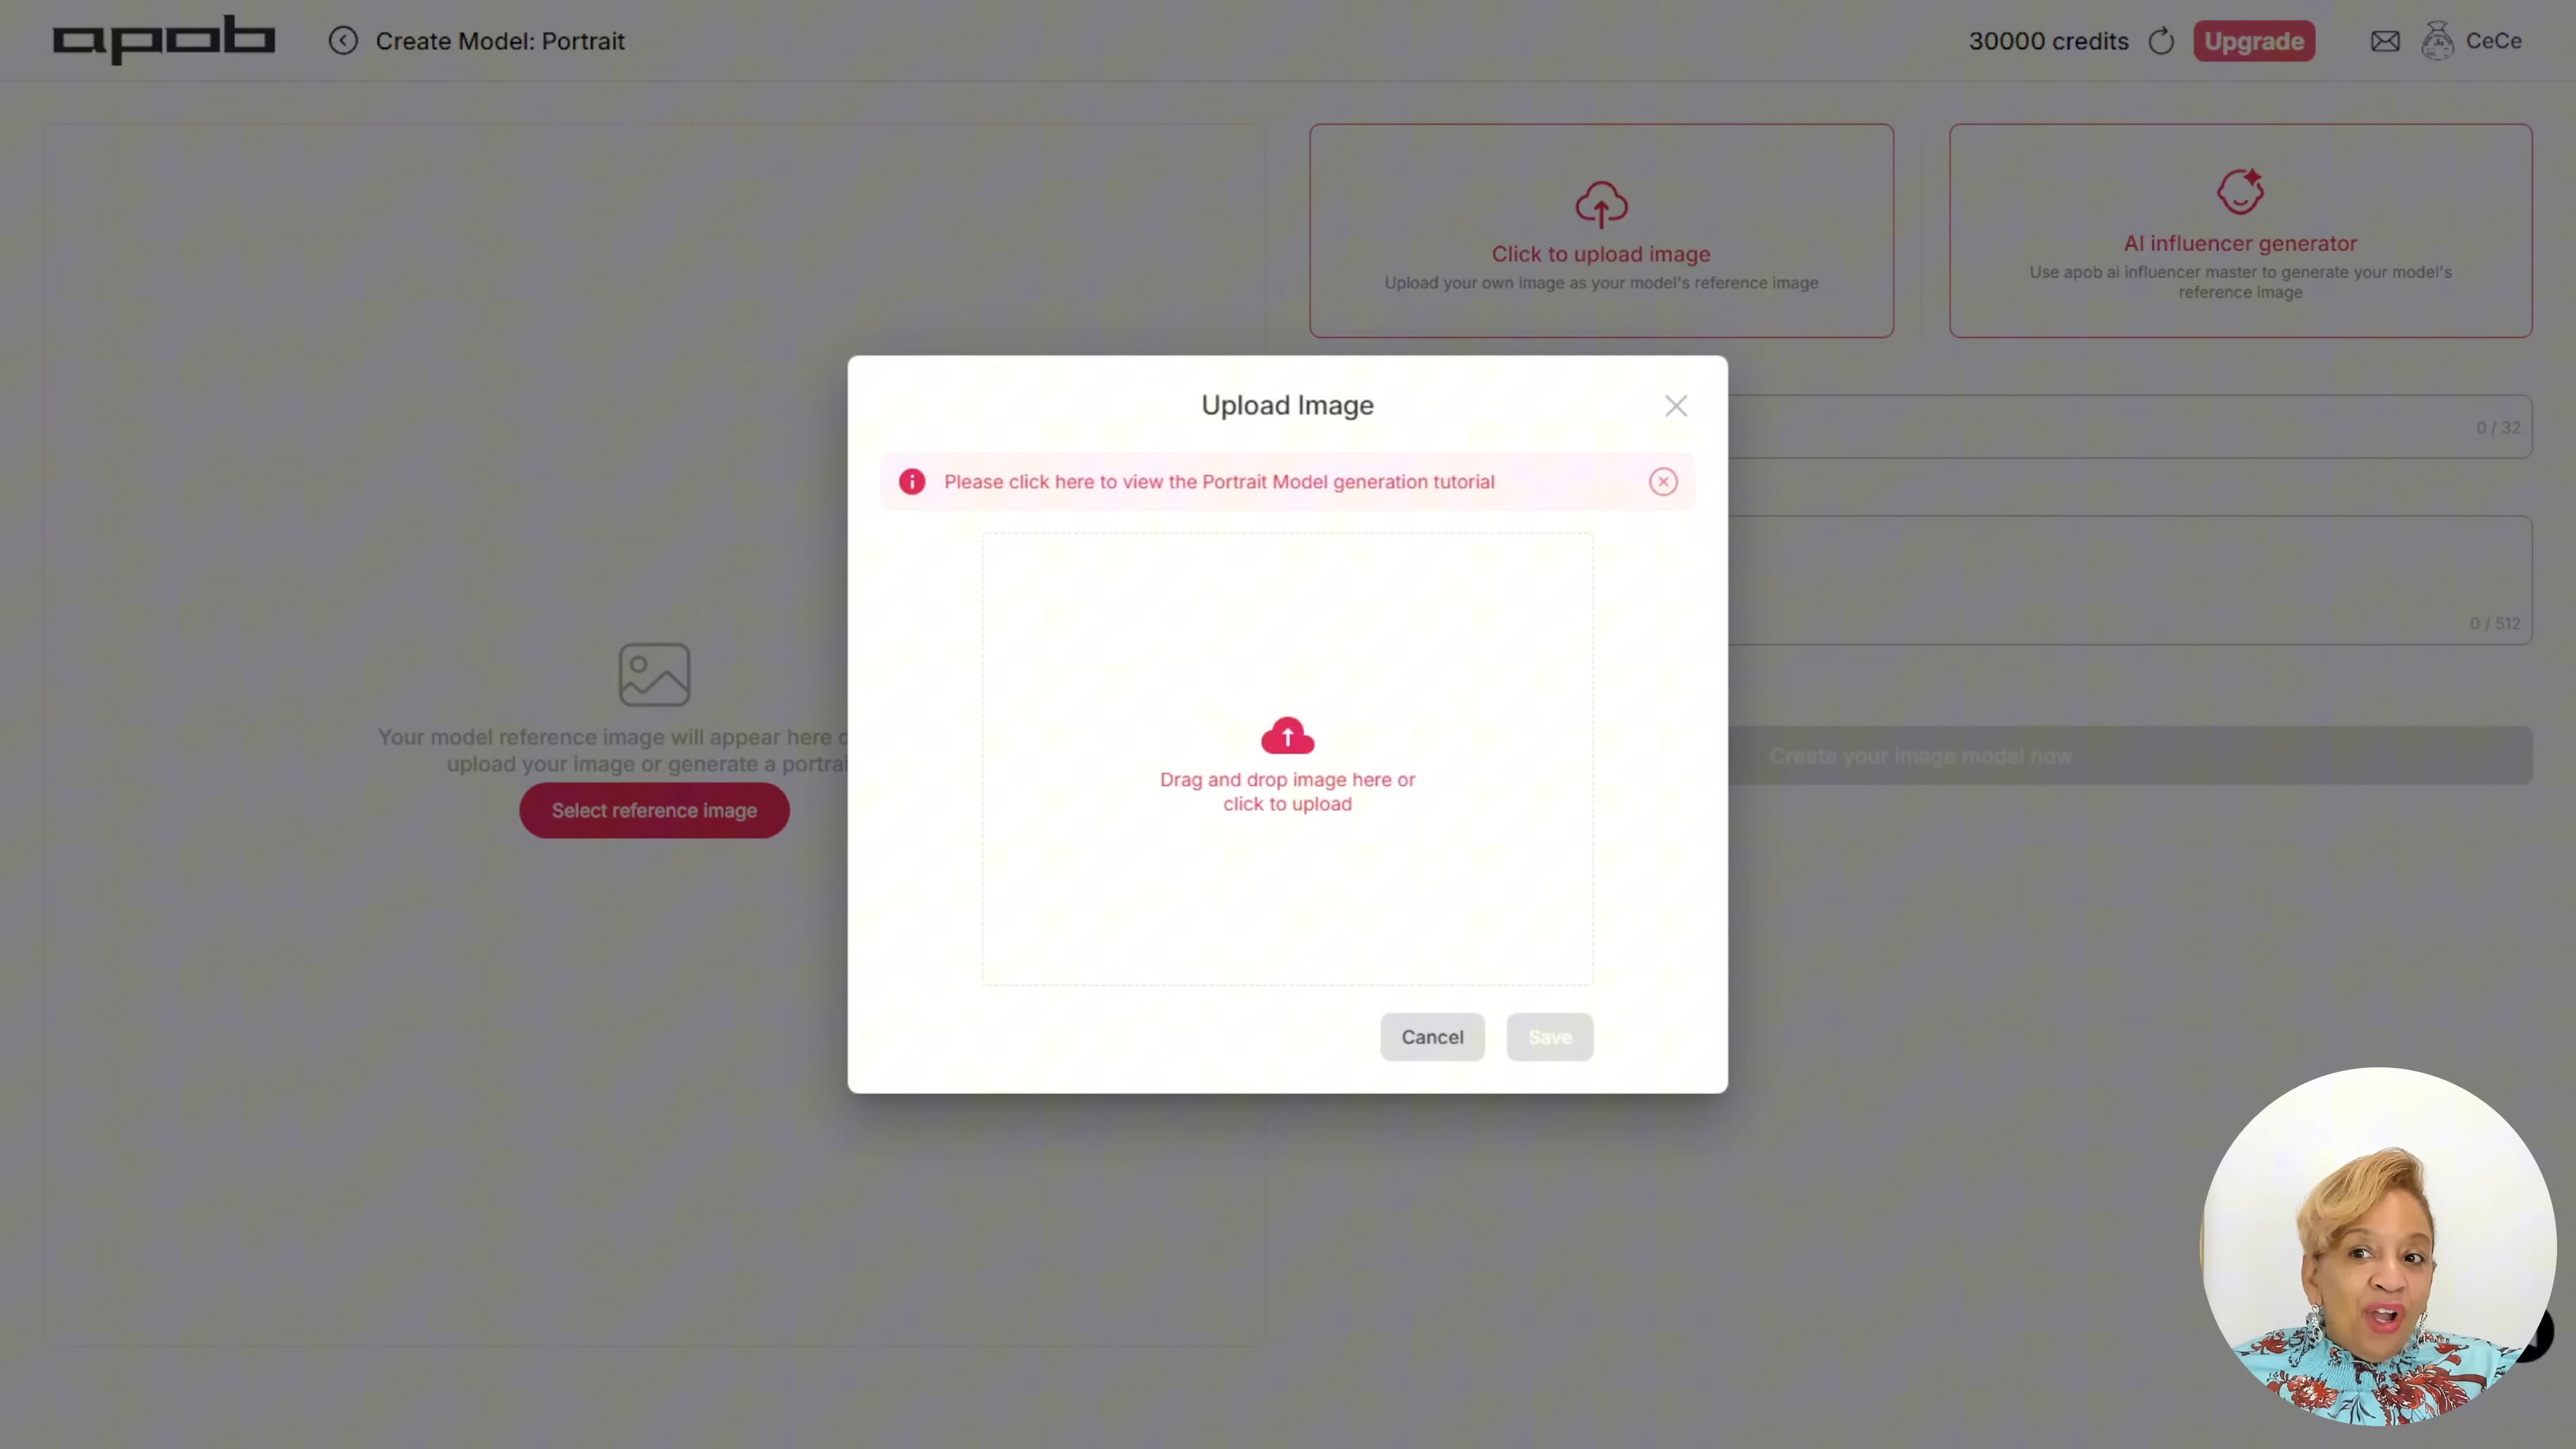 apob
Create Model: Portrait
30000 credits
Upgrade
CeCe
Click to upload image
Upload your own image as your model's reference image
AI influencer generator
Use apob ai influencer master to generate your model's
reference image
Upload Image
0 / 32
Please click here to view the Portrait Model generation tutorial
0 / 512
Your model reference image will appear here
upload your image or generate a
Select reference image
Drag and drop image here or
click to upload
Create your image model now
Cancel
Save